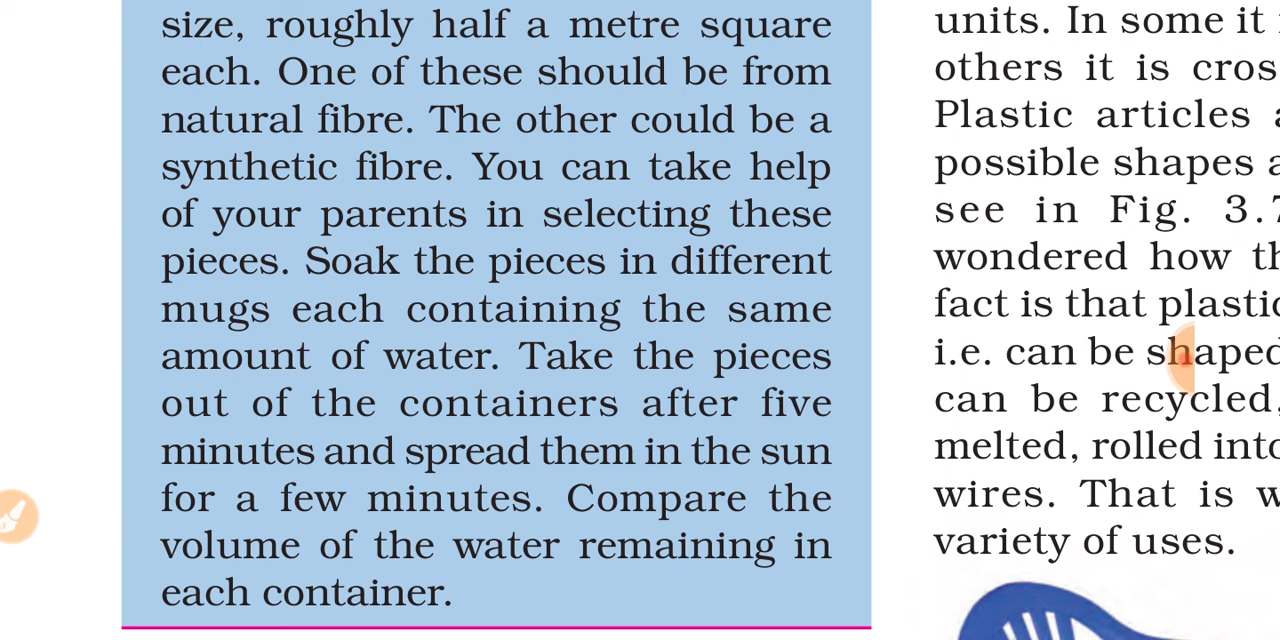 size, roughly half a metre square
each. One of these should be from
natural fibre. The other could be a
synthetic fibre. You can take help
of your parents in selecting these
pieces. Soak the pieces in different
mugs each containing the same
amount of water. Take the pieces
out of the containers after five
minutes and spread them in the sun
for a few minutes. Compare the
volume of the water remaining in
each container.
units. In some it
others it is
Plastic articles
possible shapes
see in Fig.
wondered how
fact is that
i.e. can be shaped
can be recycled,
melted, rolled
wires. That is
variety of uses.